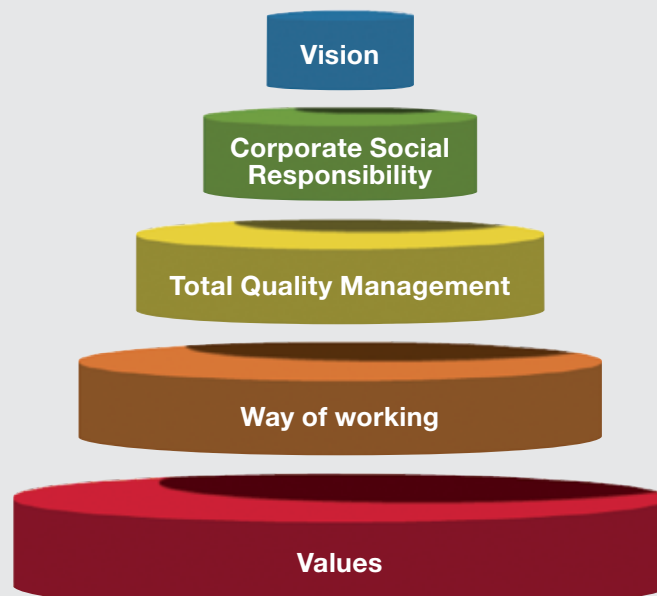 Vision
Corporate Social
Responsibility
Total Quality Management
Way of working
Values